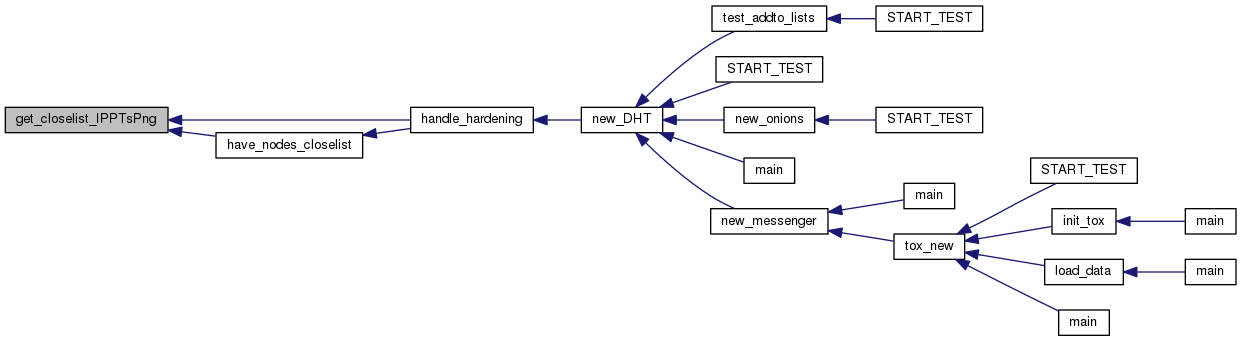 test_addto_lists
START_TEST
START_TEST
get_closelist_IPPTsPng
handle_hardening
new_DHT
new_onions
START_TEST
have_nodes_closelist
main
START_TEST
main
new_messenger
init_tox
main
tox_new
load_data
main
main